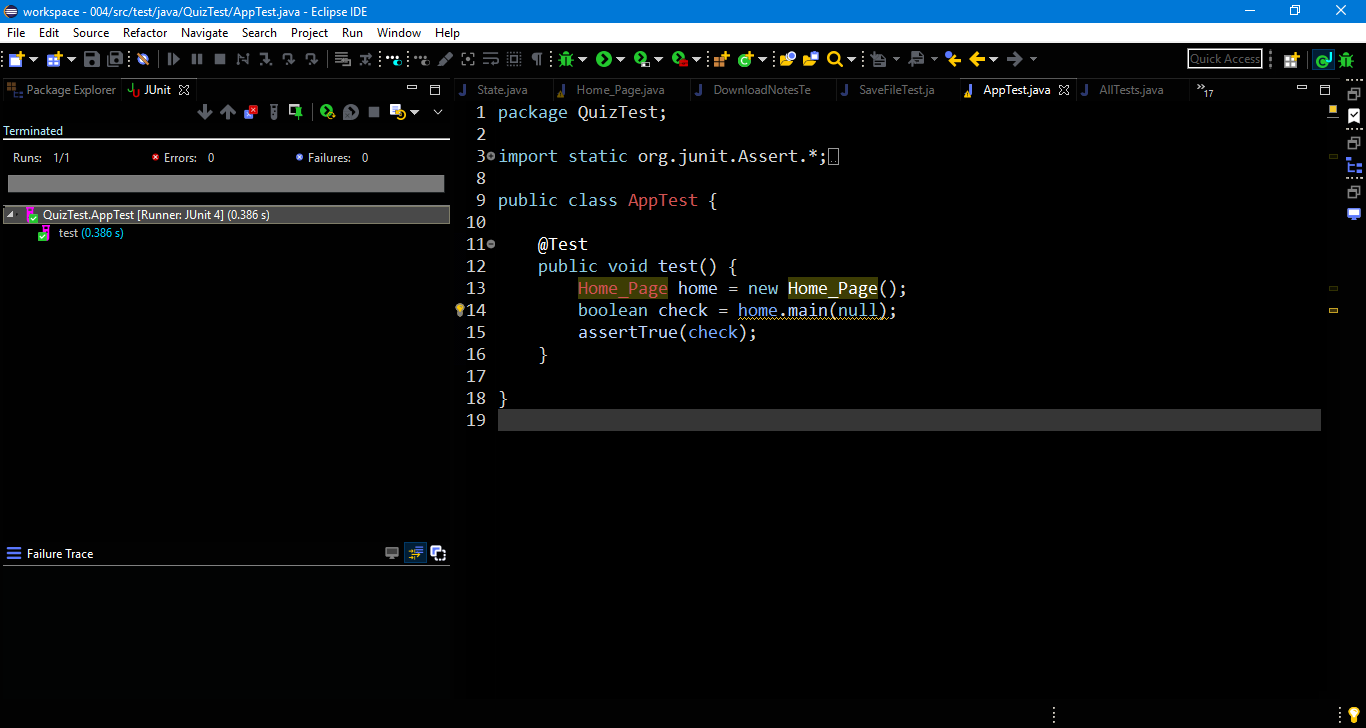 workspace - 004/src/test/java/QuizTest/AppTest.java - Eclipse IDE
File Edit Source Refactor Navigate Search Project Run Window Help
Quick Access
Package Explorer JUnit
State.java Home_Page.java DownloadNotesTe SaveFileTest.ja AppTest.java AllTests.java »17
Terminated
Runs: 1/1 Errors: 0 Failures: 0
QuizTest.AppTest [Runner: JUnit 4] (0.386 s)
test (0.386 s)
Failure Trace
1 package QuizTest;
2
3 import static org.junit.Assert.*;
8
9 public class AppTest {
10
11 @Test
12 public void test() {
13 Home_Page home = new Home_Page();
14 boolean check = home.main(null);
15 assertTrue(check);
16 }
17
18 }
19